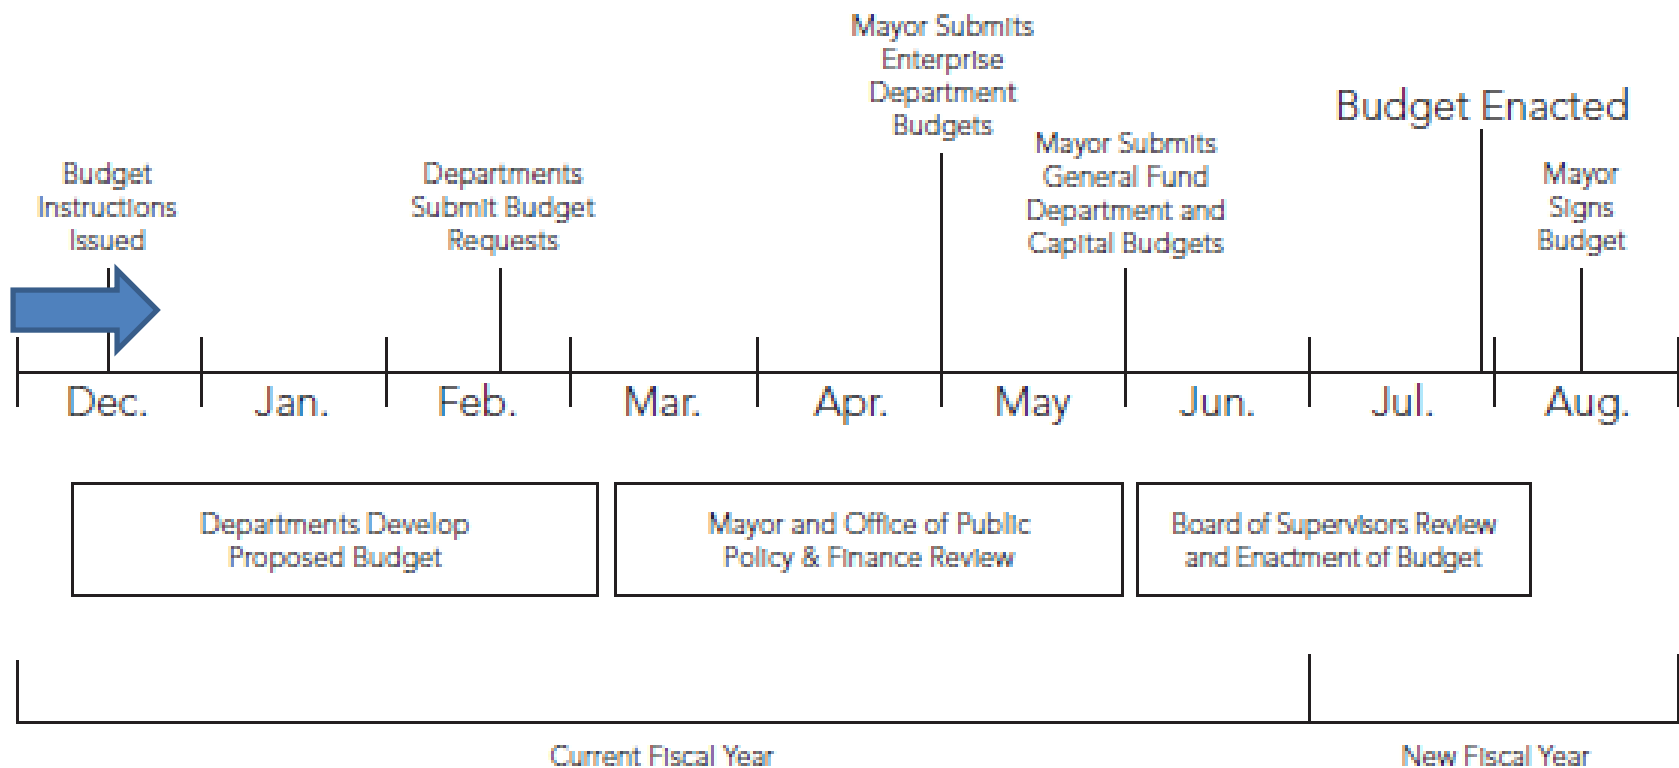 Mayor Submits
Enterprise
Department
Budgets
Budget Enacted
Mayor Submits
General Fund
Department and
Capital Budgets
Budget
Instructions
Issued
Departments
Submit Budget
Requests
Mayor
Signs
Budget
Dec. Jan. Feb. Mar. Apr. May Jun. Jul. Aug.
Departments Develop
Proposed Budget
Mayor and Office of Public
Policy & Finance Review
Board of Supervisors Review
and Enactment of Budget
Current Fiscal Year
New Fiscal Year